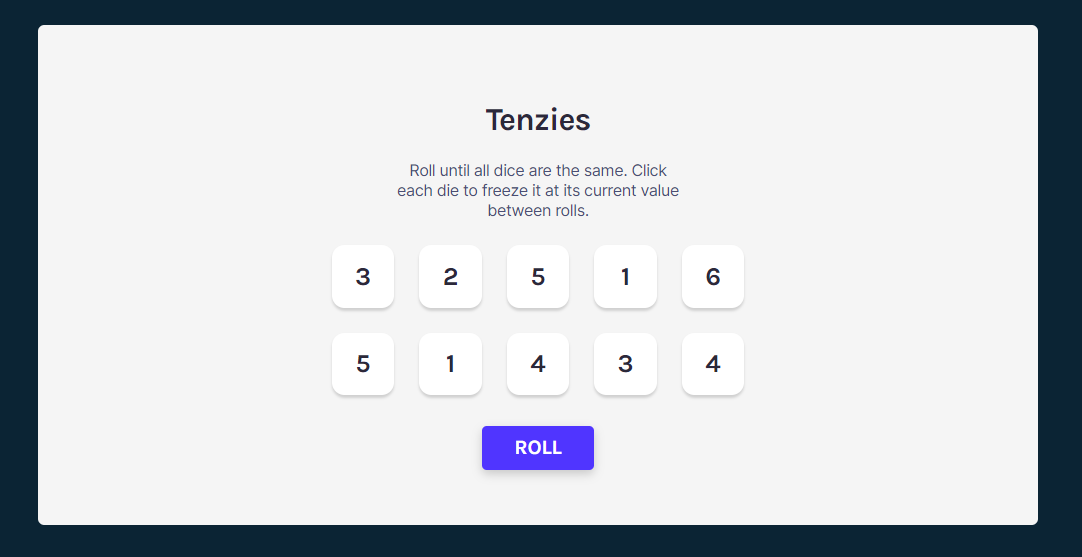 Tenzies
Roll until all dice are the same. Click
each die to freeze it at its current value
between rolls.
3 2 5 1 6
5 1 4 3 4
ROLL